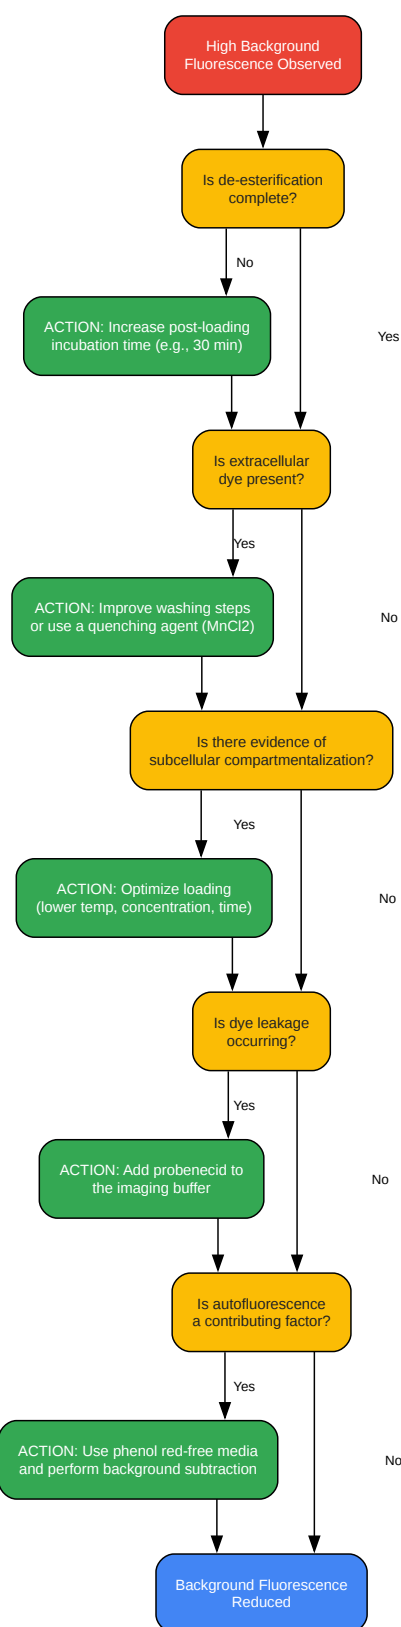 High Background
Fluorescence Observed
Is de-esterification
complete?
No
Yes
ACTION: Increase post-loading
incubation time (e.g., 30 min)
Is extracellular
dye present?
Yes
No
ACTION: Improve washing steps
or use a quenching agent (MnCl2)
Is there evidence of
subcellular compartmentalization?
Yes
No
ACTION: Optimize loading
(lower temp, concentration, time)
Is dye leakage
occurring?
Yes
No
ACTION: Add probenecid to
the imaging buffer
Is autofluorescence
a contributing factor?
Yes
No
ACTION: Use phenol red-free media
and perform background subtraction
Background Fluorescence
Reduced